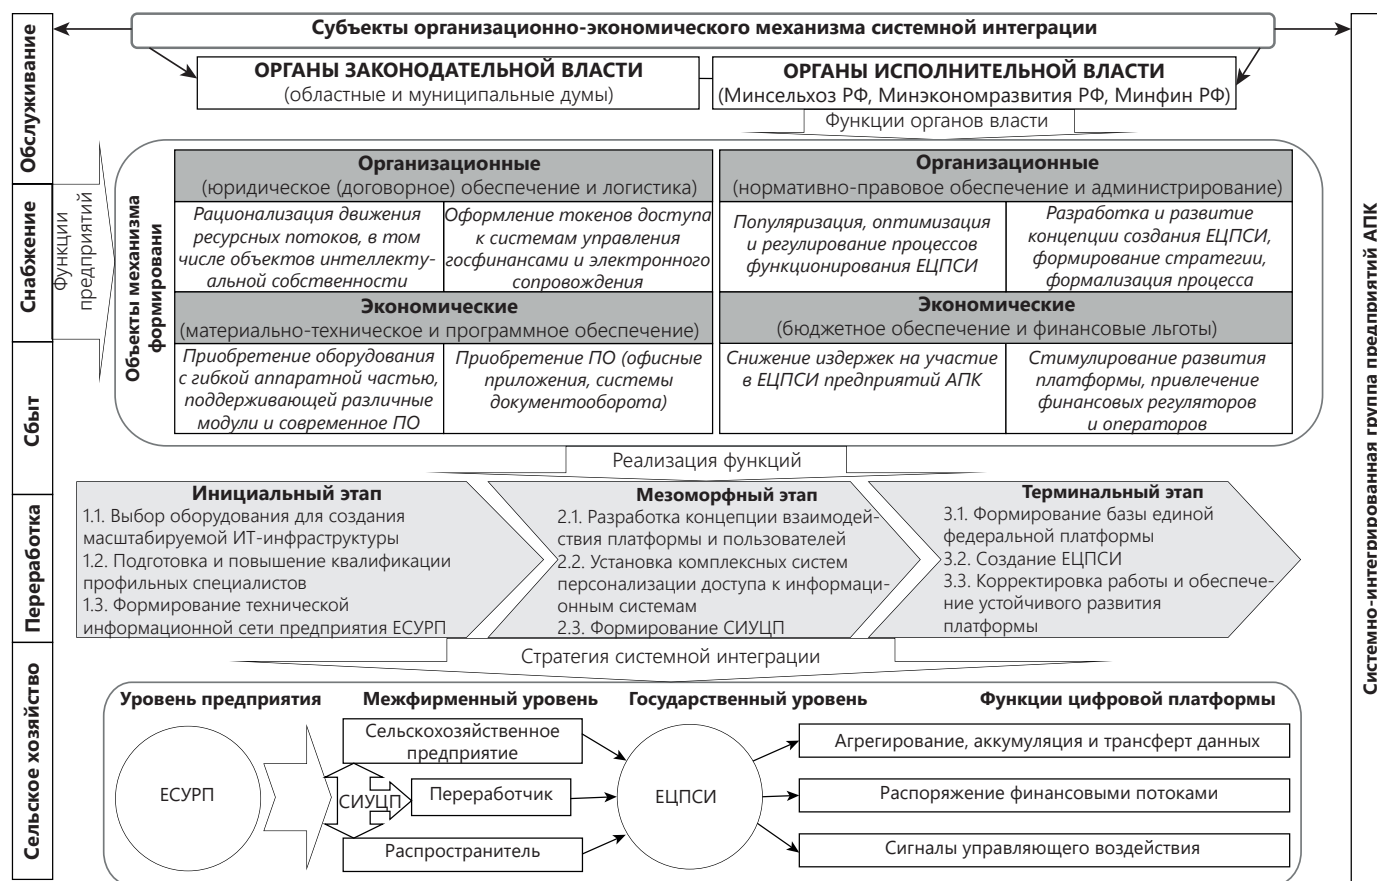 Субъекты организационно-экономического механизма системной интеграции
ОРГАНЫ ЗАКОНОДАТЕЛЬНОЙ ВЛАСТИ
(областные и муниципальные думы)
ОРГАНЫ ИСПОЛНИТЕЛЬНОЙ ВЛАСТИ
(Минсельхоз РФ, Минэкономразвития РФ, Минфин РФ)
Функции органов власти
Обслуживание
Снабжение
Сбыт
Переработка
Сельское хозяйство
Функции
предприятий
Объекты механизма
формировани
Организационные
(юридическое (договорное) обеспечение и логистика)
Рационализация движения
ресурсных потоков, в том
числе объектов интеллекту-
альной собственности
Оформление токенов доступа
к системам управления
госфинансами и электронного
сопровождения
Экономические
(материально-техническое и программное обеспечение)
Приобретение оборудования
с гибкой аппаратной частью,
поддерживающей различные
модули и современное ПО
Приобретение ПО (офисные
приложения, системы
документооборота)
Организационные
(нормативно-правовое обеспечение и администрирование)
Популяризация, оптимизация
и регулирование процессов
функционирования ЕЦПСИ
Разработка и развитие
концепции создания ЕЦПСИ,
формирование стратегии,
формализация процесса
Экономические
(бюджетное обеспечение и финансовые льготы)
Снижение издержек на участие
в ЕЦПСИ предприятий АПК
Стимулирование развития
платформы, привлечение
финансовых регуляторов
и операторов
Реализация функций
Инициальный этап
1.1. Выбор оборудования для создания
масштабируемой ИТ-инфраструктуры
1.2. Подготовка и повышение квалификации
профильных специалистов
1.3. Формирование технической
информационной сети предприятия ЕСУРП
Мезоморфный этап
2.1. Разработка концепции взаимодей-
ствия платформы и пользователей
2.2. Установка комплексных систем
персонализации доступа к информаци-
онным системам
2.3. Формирование СИУЦП
Терминальный этап
3.1. Формирование базы единой
федеральной платформы
3.2. Создание ЕЦПСИ
3.3. Корректировка работы и обеспече-
ние устойчивого развития
платформы
Стратегия системной интеграции
Уровень предприятия
Межфирменный уровень
Государственный уровень
Функции цифровой платформы
ЕСУРП
СИУЦП
Сельскохозяйственное
предприятие
Переработчик
Распространитель
ЕЦПСИ
Агрегирование, аккумуляция и трансферт данных
Распоряжение финансовыми потоками
Сигналы управляющего воздействия
Системно-интегрированная группа предприятий АПК